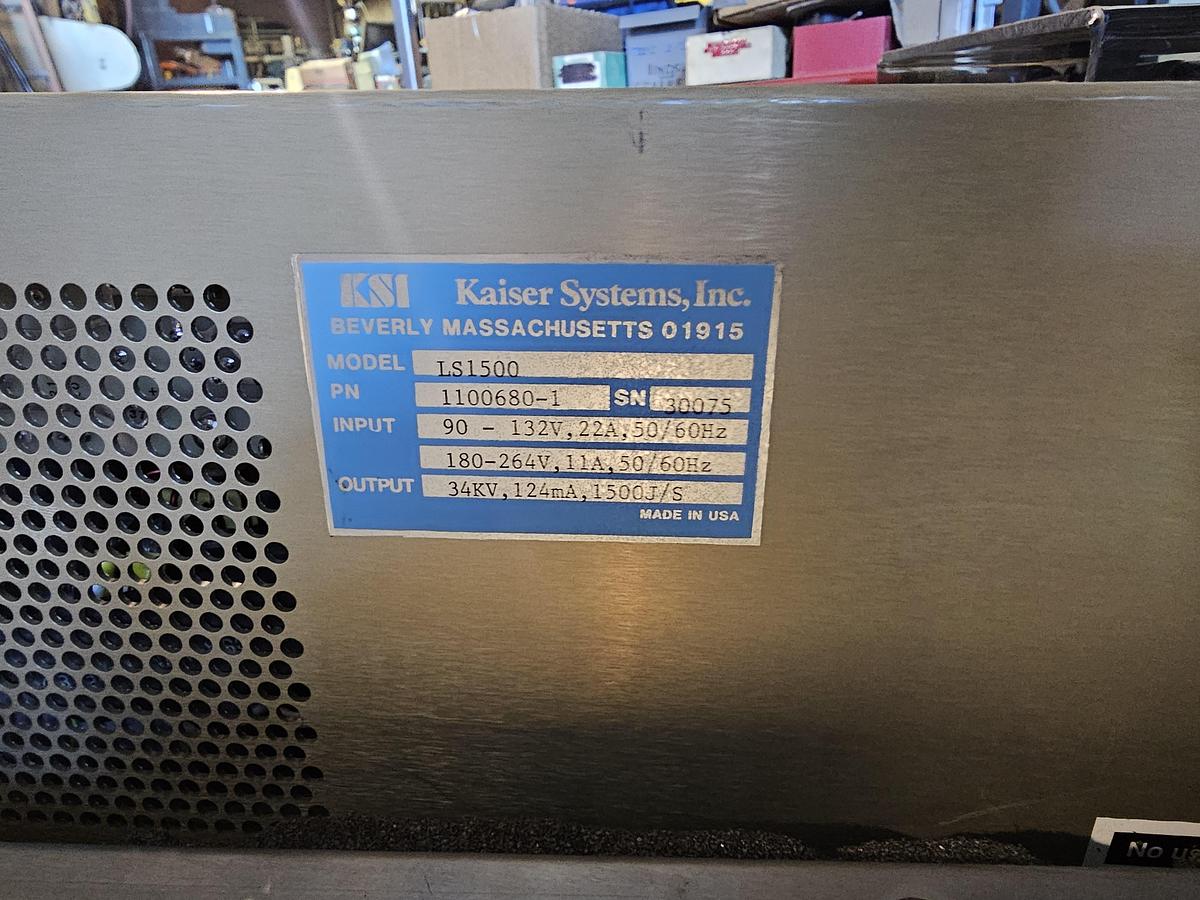 KSI Kaiser Systems, Inc.
BEVERLY MASSACHUSETTS 01915
MODEL LS1500
PN 1100680-1 SN 30075
INPUT 90 - 132V,22A,50/60Hz
180-264V,11A,50/60Hz
OUTPUT 34KV,124mA,1500J/S
MADE IN USA
No